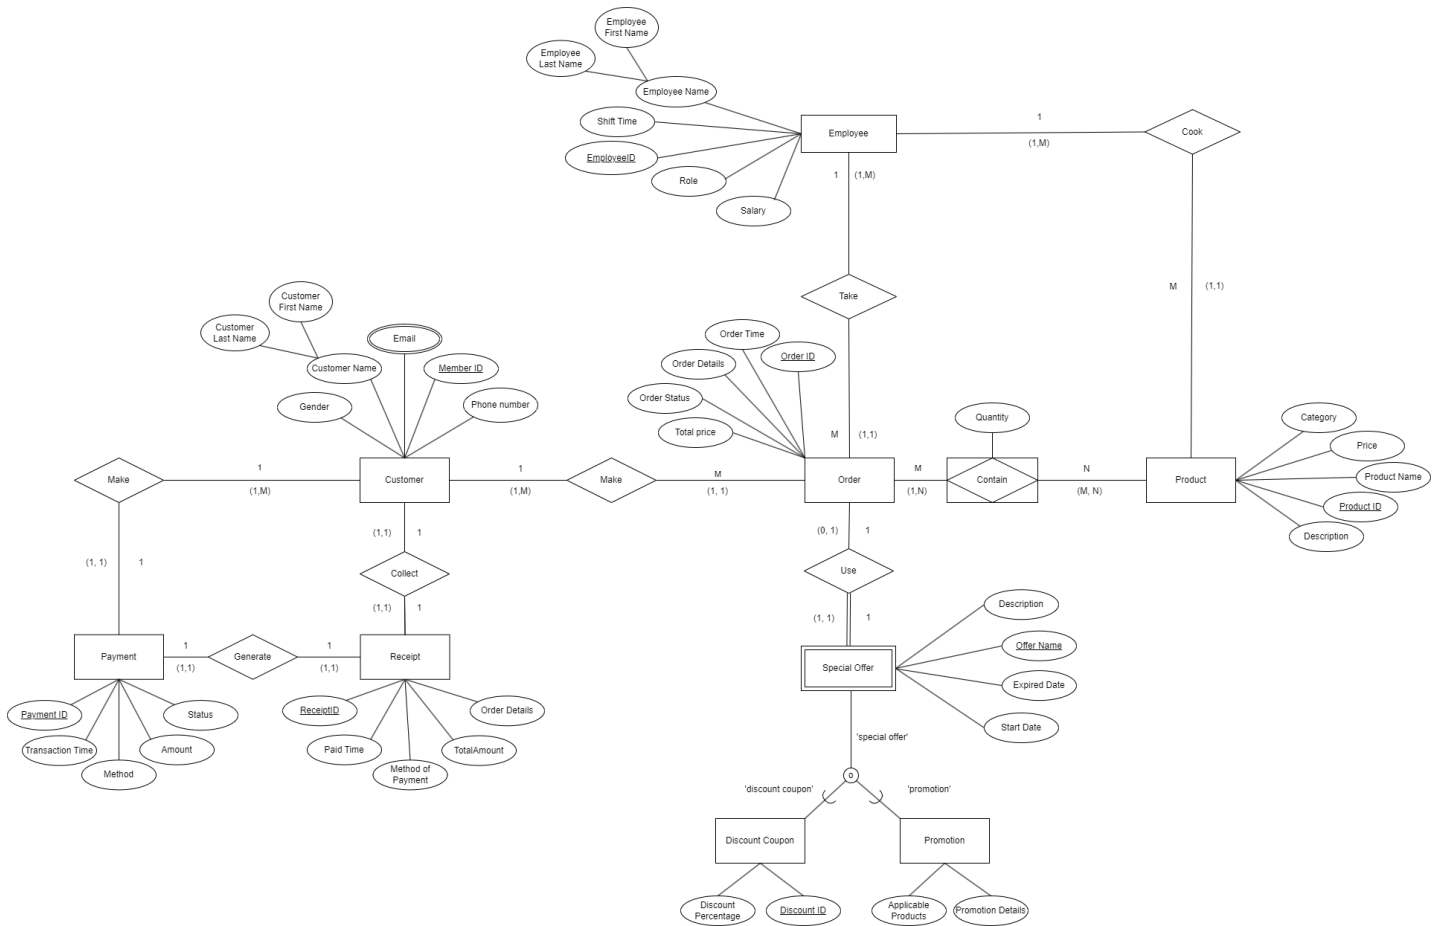 Employee
First Name
Employee
Last Name
Employee Name
Shift Time
EmployeeID
Role
Salary
Employee
1
(1,M)
Cook
1
(1,M)
M
(1,1)
Take
Customer
First Name
Customer
Last Name
Customer Name
Email
Member ID
Gender
Phone number
Order Time
Order ID
Order Details
Order Status
Total price
M
(1,1)
Quantity
Category
Price
Product Name
Product ID
Description
Make
1
(1,M)
Customer
1
(1,M)
Make
M
(1, 1)
Order
M
(1,N)
Contain
N
(M, N)
Product
(1, 1)
1
(1,1)
1
Collect
(1,1)
1
(0, 1)
1
Use
(1, 1)
1
Payment
1
(1,1)
Generate
1
(1,1)
Receipt
Special Offer
Description
Offer Name
Expired Date
Start Date
Payment ID
Status
Transaction Time
Amount
Method
ReceiptID
Order Details
Paid Time
TotalAmount
Method of
Payment
'special offer'
o
'discount coupon'
'promotion'
Discount Coupon
Promotion
Discount
Percentage
Discount ID
Applicable
Products
Promotion Details